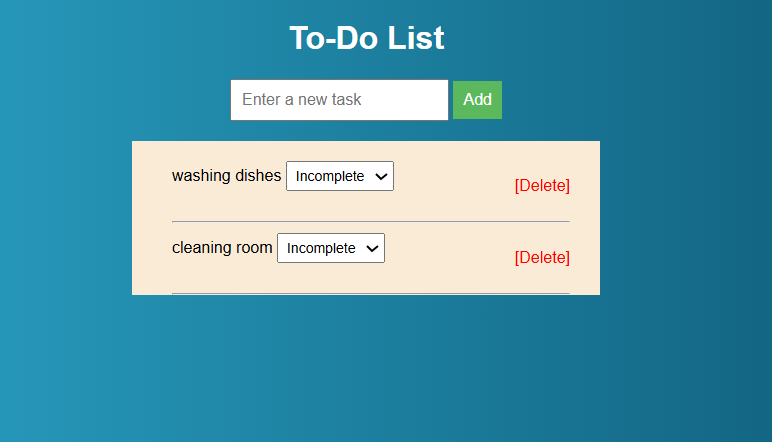 To-Do List
Enter a new task Add
washing dishes Incomplete [Delete]
cleaning room Incomplete [Delete]